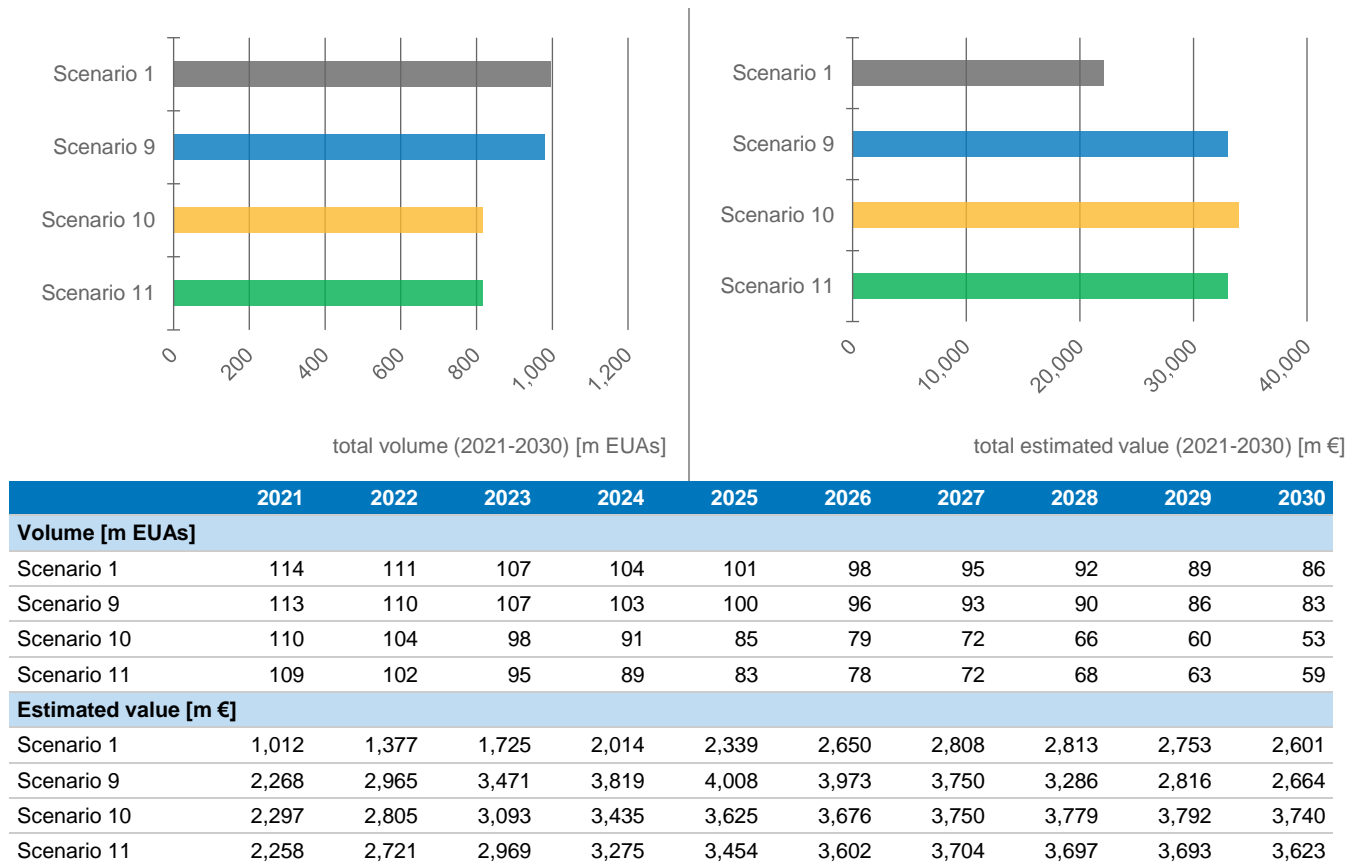 Scenario 1
Scenario 9
Scenario 10
Scenario 11
0 200 400 600 800 1,000 1,200
total volume (2021-2030) [m EUAs]
Scenario 1
Scenario 9
Scenario 10
Scenario 11
0 10,000 20,000 30,000 40,000
total estimated value (2021-2030) [m €]
2021 2022 2023 2024 2025 2026 2027 2028 2029 2030
Volume [m EUAs]
Scenario 1 114 111 107 104 101 98 95 92 89 86
Scenario 9 113 110 107 103 100 96 93 90 86 83
Scenario 10 110 104 98 91 85 79 72 66 60 53
Scenario 11 109 102 95 89 83 78 72 68 63 59
Estimated value [m €]
Scenario 1 1,012 1,377 1,725 2,014 2,339 2,650 2,808 2,813 2,753 2,601
Scenario 9 2,268 2,965 3,471 3,819 4,008 3,973 3,750 3,286 2,816 2,664
Scenario 10 2,297 2,805 3,093 3,435 3,625 3,676 3,750 3,779 3,792 3,740
Scenario 11 2,258 2,721 2,969 3,275 3,454 3,602 3,704 3,697 3,693 3,623